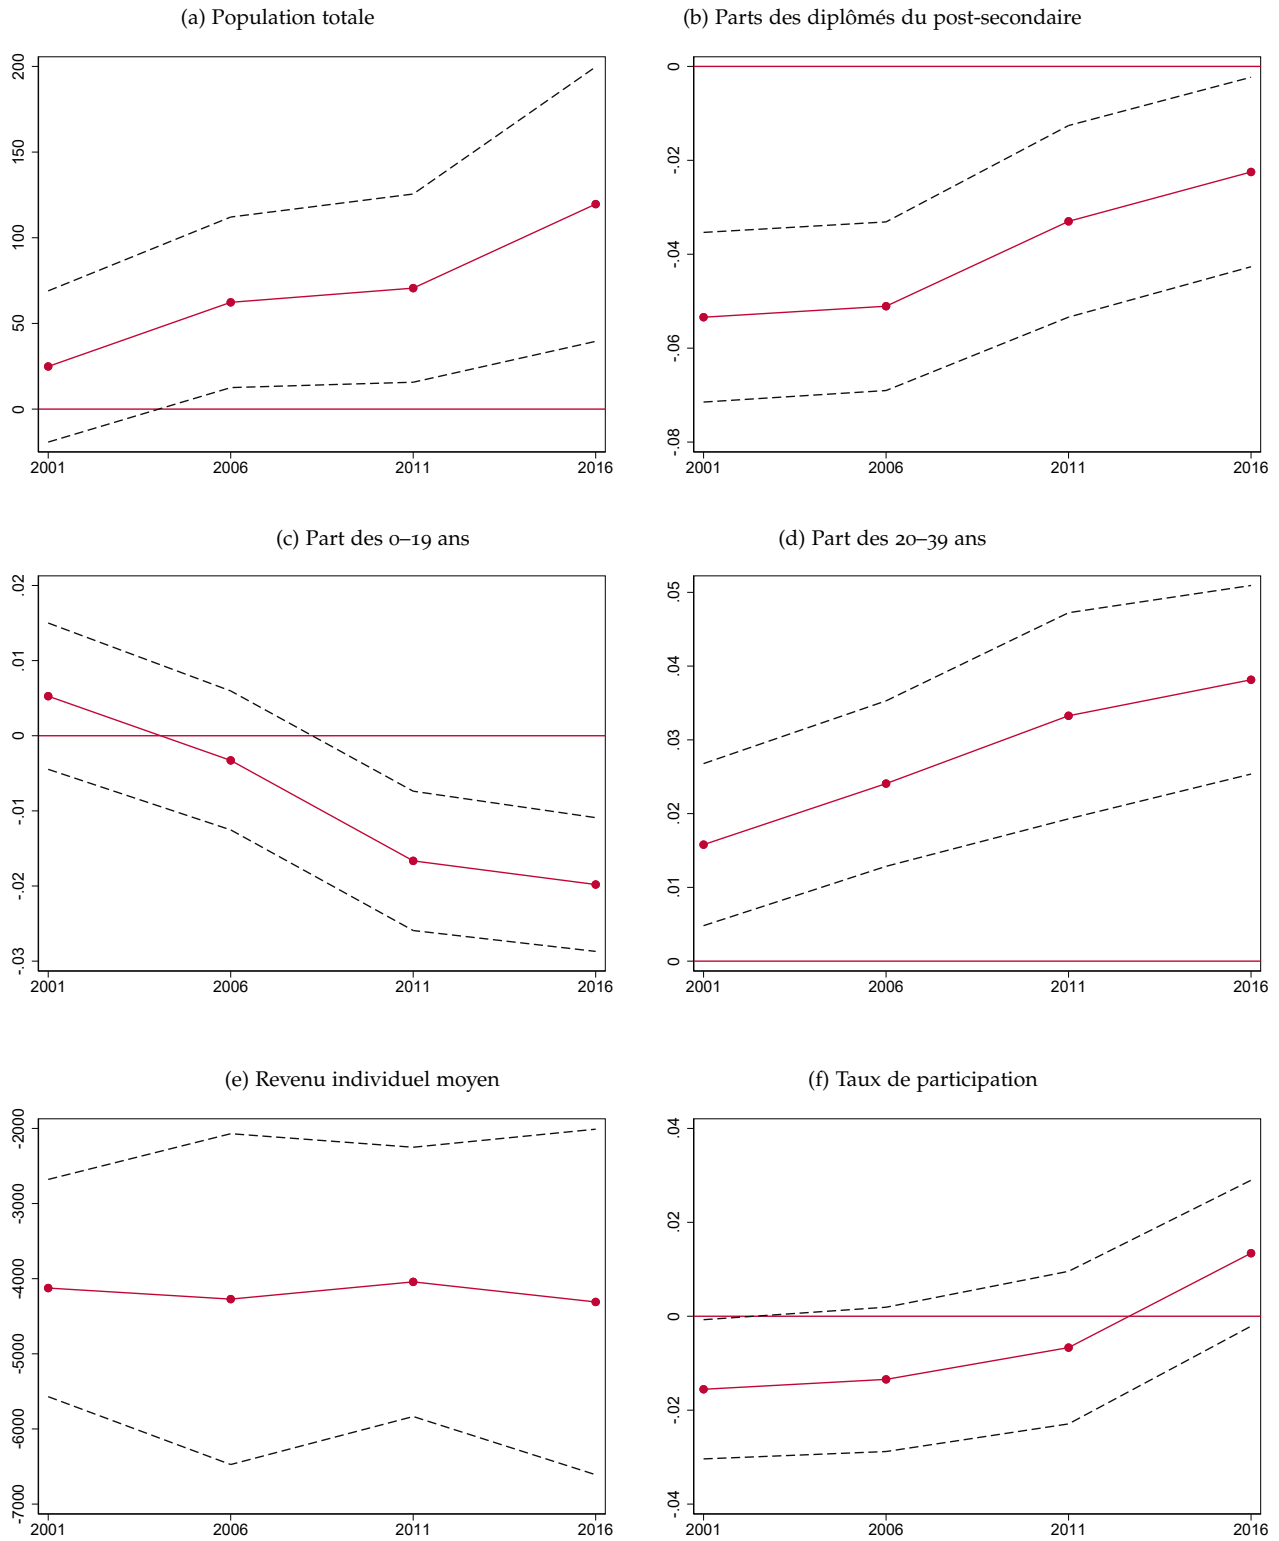 (a) Population totale
200
150
100
50
0
2001 2006 2011 2016
(b) Parts des diplômés du post-secondaire
0
-.02
-.04
-.06
-.08
2001 2006 2011 2016
(c) Part des 0–19 ans
.02
.01
0
-.01
-.02
-.03
2001 2006 2011 2016
(d) Part des 20–39 ans
.05
.04
.03
.02
.01
0
2001 2006 2011 2016
(e) Revenu individuel moyen
-2000
-3000
-4000
-5000
-6000
-7000
2001 2006 2011 2016
(f) Taux de participation
.04
.02
0
-.02
-.04
2001 2006 2011 2016